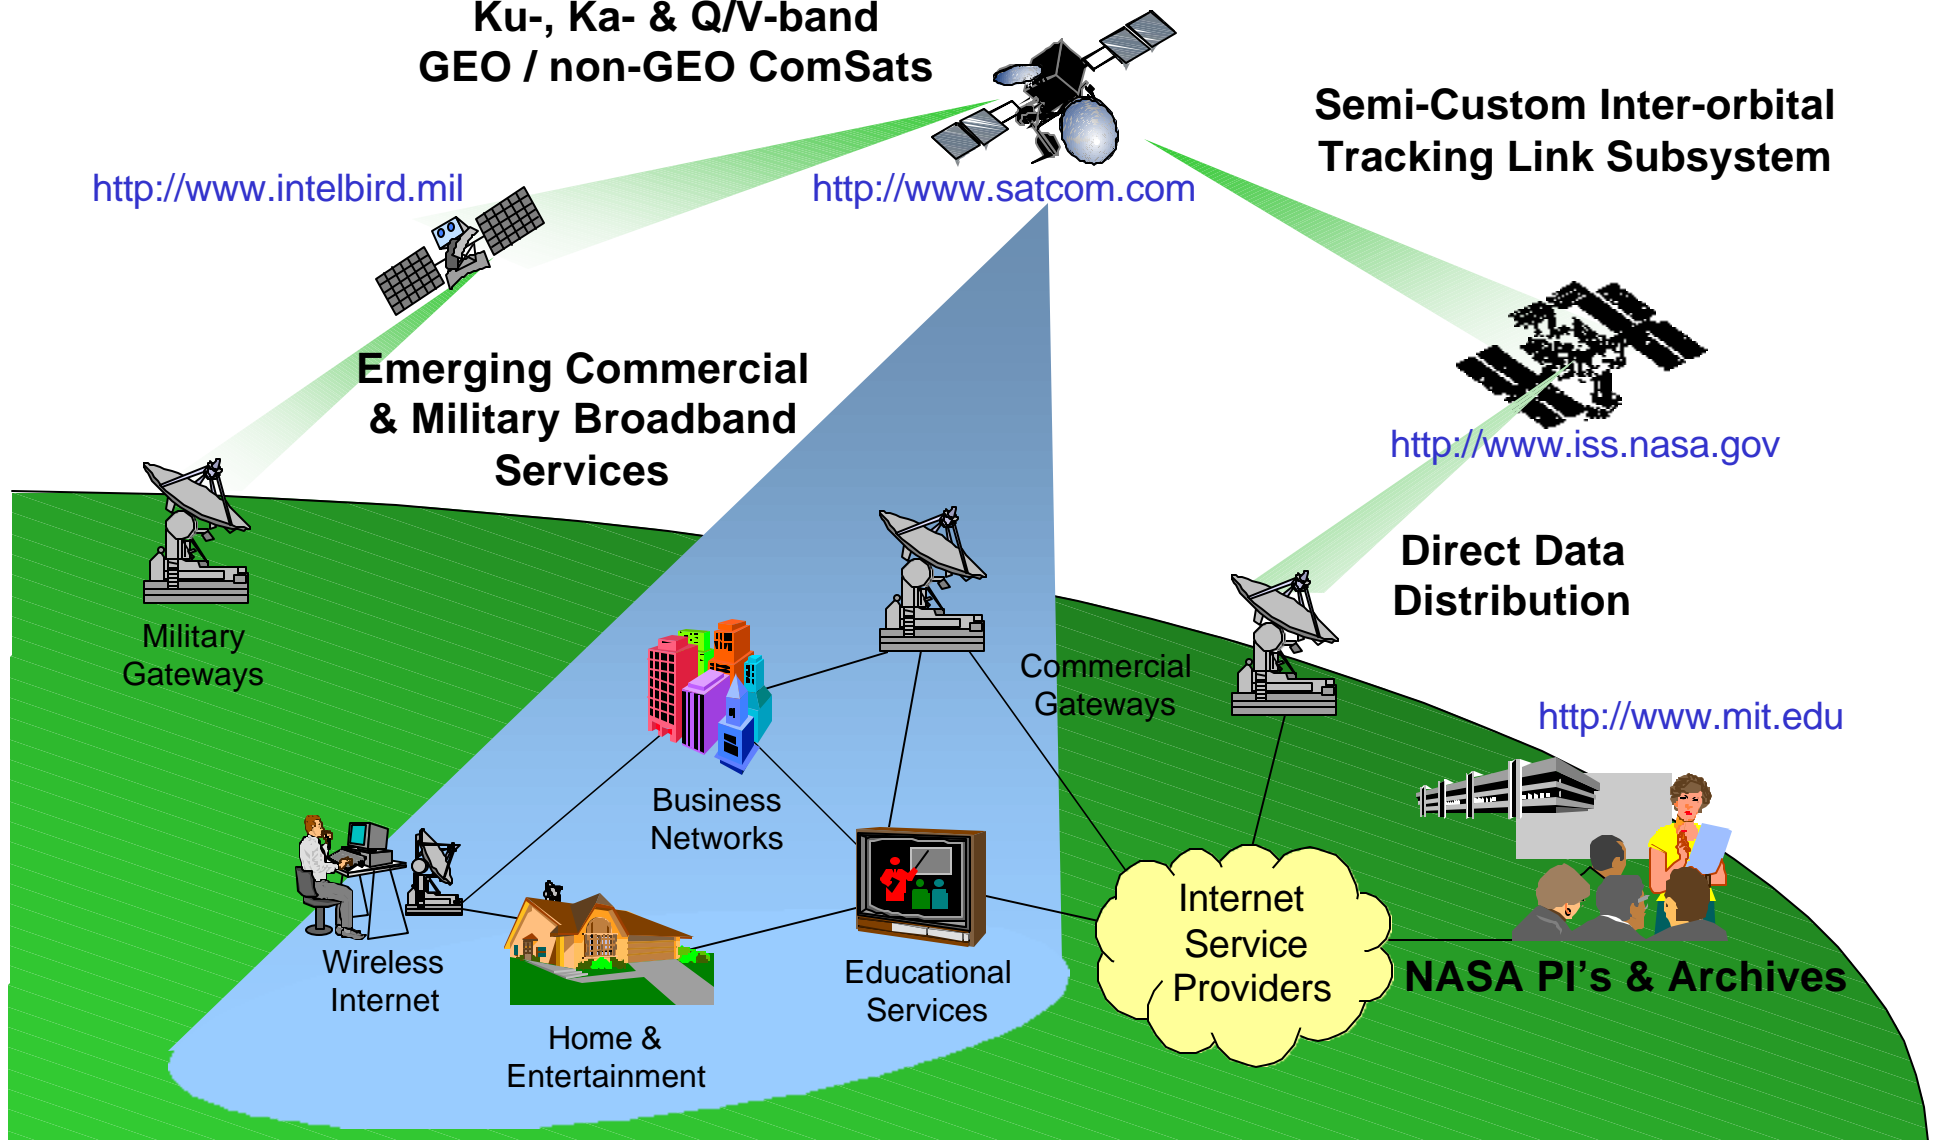 Ku-, Ka- & Q/V-band
GEO / non-GEO ComSats
Semi-Custom Inter-orbital
Tracking Link Subsystem
http://www.intelbird.mil
http://www.satcom.com
Emerging Commercial
& Military Broadband
Services
http://www.iss.nasa.gov
Direct Data
Distribution
Military
Gateways
Commercial
Gateways
http://www.mit.edu
Business
Networks
Internet
Service
Providers
Wireless
Internet
Educational
Services
NASA PI's & Archives
Home &
Entertainment